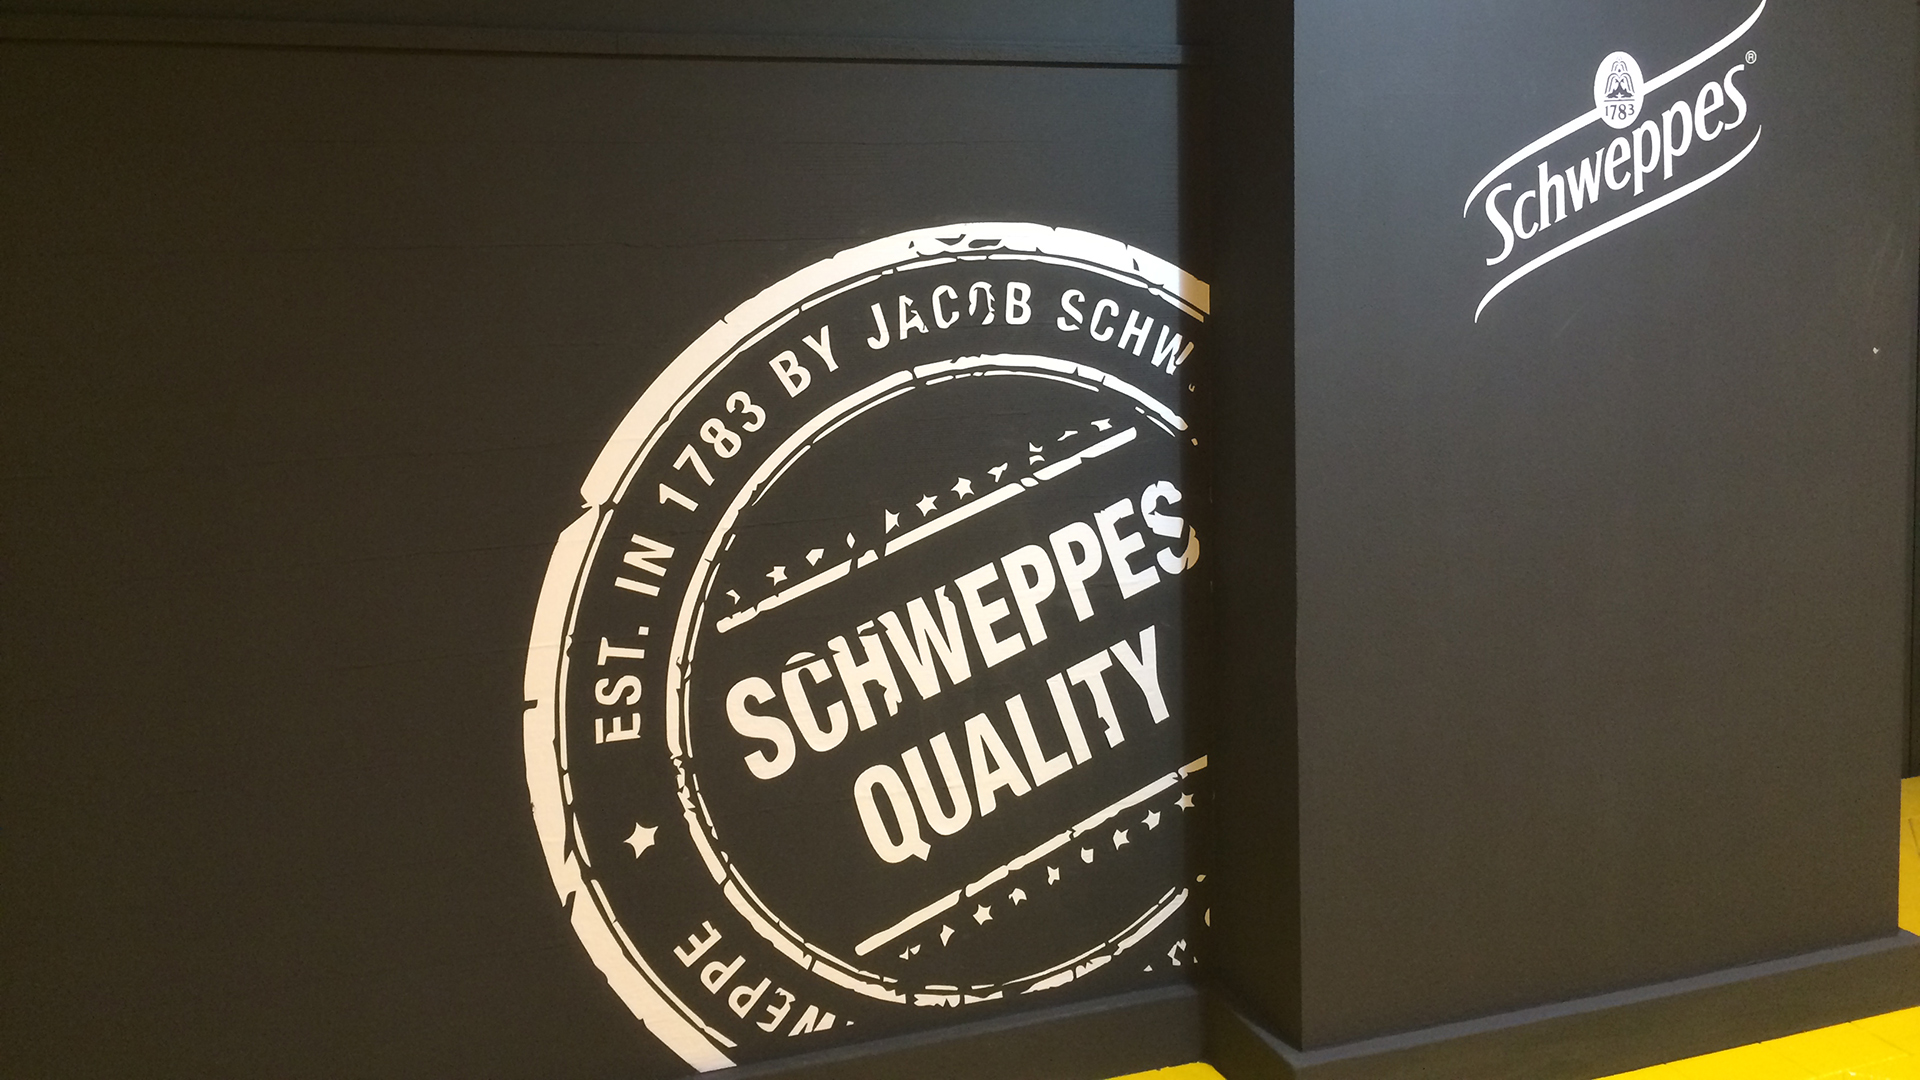 EST. IN 1783 BY JACOB SCHW
SCHWEPPES
QUALITY
WEPPE
1783
Schweppes®